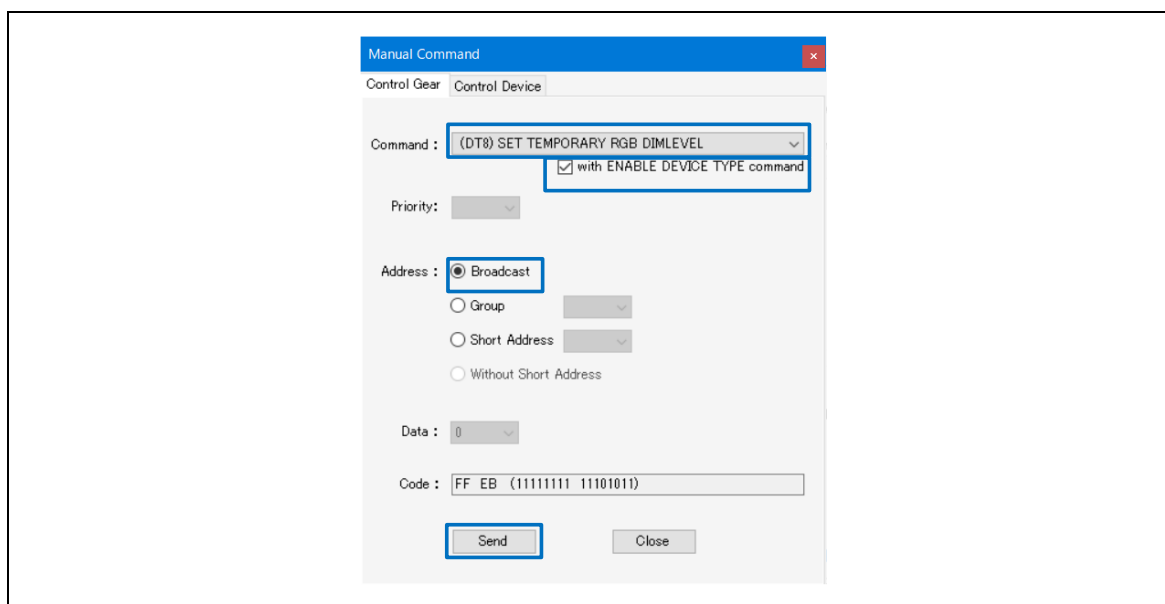 Manual Command ×
Control Gear Control Device
Command : (DT8) SET TEMPORARY RGB DIMLEVEL
with ENABLE DEVICE TYPE command
Priority:
Address : Broadcast
Group
Short Address
Without Short Address
Data : 0
Code : FF EB (11111111 11101011)
Send Close